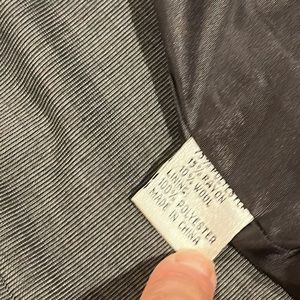 15% RAYON
10% WOOL
LINING
100% POLYESTER
MADE IN CHINA